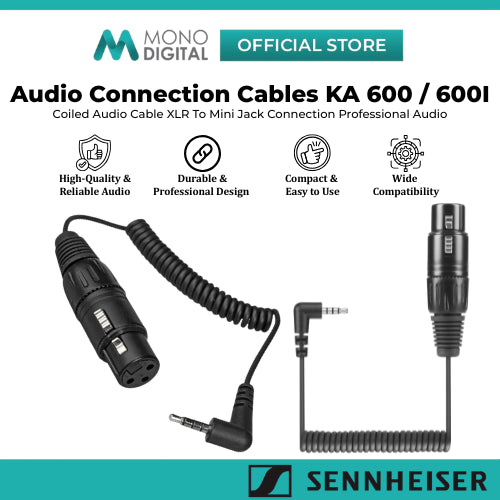 MONO
DIGITAL
OFFICIAL STORE
Audio Connection Cables KA 600 / 600I
Coiled Audio Cable XLR To Mini Jack Connection Professional Audio
High-Quality &
Reliable Audio
Durable &
Professional Design
Compact &
Easy to Use
Wide
Compatibility
SENNHEISER